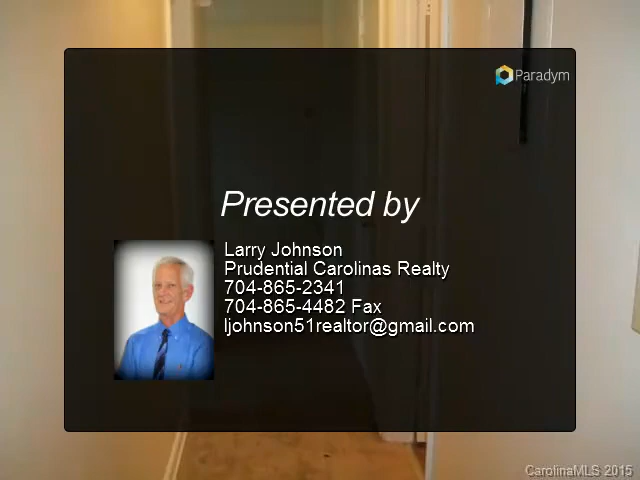 Paradym
Presented by
Larry Johnson
Prudential Carolinas Realty
704-865-2341
704-865-4482 Fax
ljohnson51realtor@gmail.com
CarolinaMLS 2015